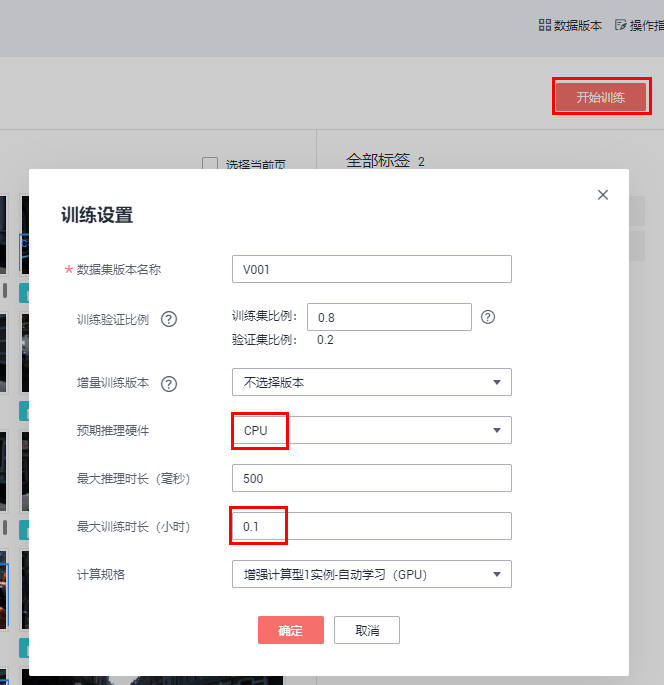 数据版本 操作指
开始训练
选择当前页 全部标签 2
训练设置
* 数据集版本名称 V001
训练验证比例 ? 训练集比例： 0.8 ?
验证集比例： 0.2
增量训练版本 ? 不选择版本
预期推理硬件 CPU
最大推理时长（毫秒） 500
最大训练时长（小时） 0.1
计算规格 增强计算型1实例-自动学习（GPU）
确定 取消